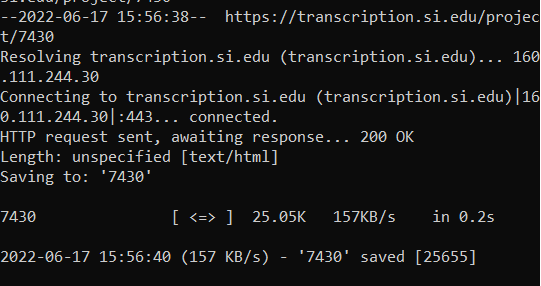 si.edu/project/7430
--2022-06-17 15:56:38--  https://transcription.si.edu/projec
t/7430
Resolving transcription.si.edu (transcription.si.edu)... 160
.111.244.30
Connecting to transcription.si.edu (transcription.si.edu)|16
0.111.244.30|:443... connected.
HTTP request sent, awaiting response... 200 OK
Length: unspecified [text/html]
Saving to: '7430'
7430                [ <=> ]  25.05K   157KB/s    in 0.2s
2022-06-17 15:56:40 (157 KB/s) - '7430' saved [25655]